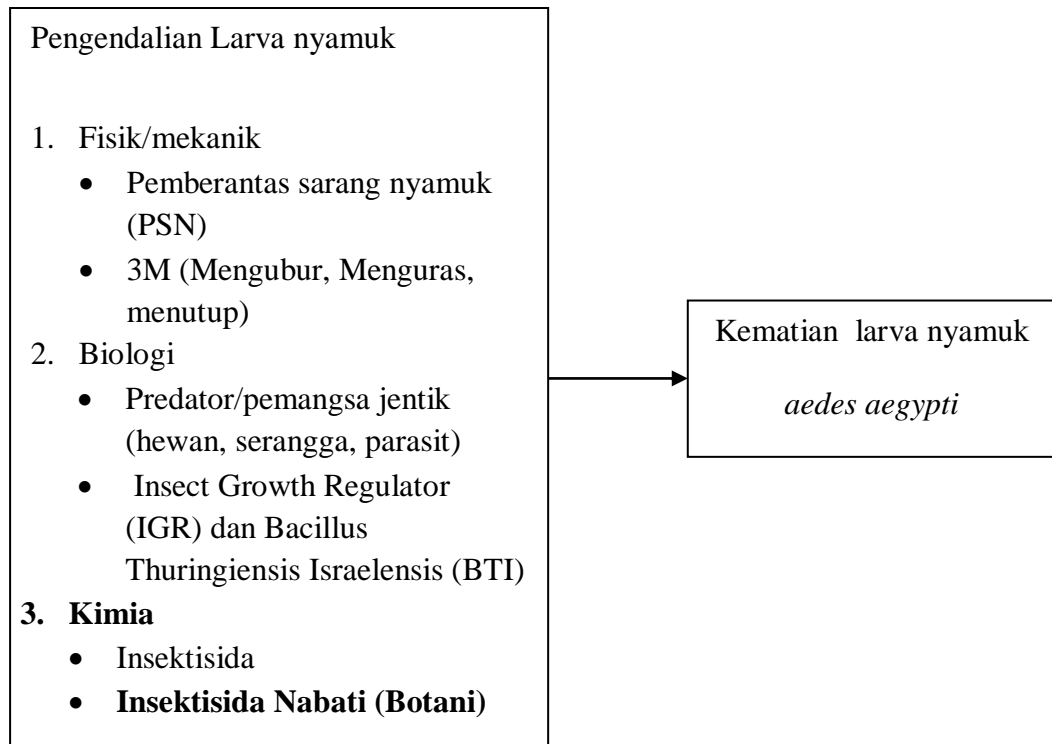 Pengendalian Larva nyamuk
1. Fisik/mekanik
• Pemberantas sarang nyamuk
(PSN)
• 3M (Mengubur, Menguras,
menutup)
2. Biologi
• Predator/pemangsa jentik
(hewan, serangga, parasit)
• Insect Growth Regulator
(IGR) dan Bacillus
Thuringiensis Israelensis (BTI)
3. Kimia
• Insektisida
• Insektisida Nabati (Botani)
Kematian larva nyamuk
aedes aegypti